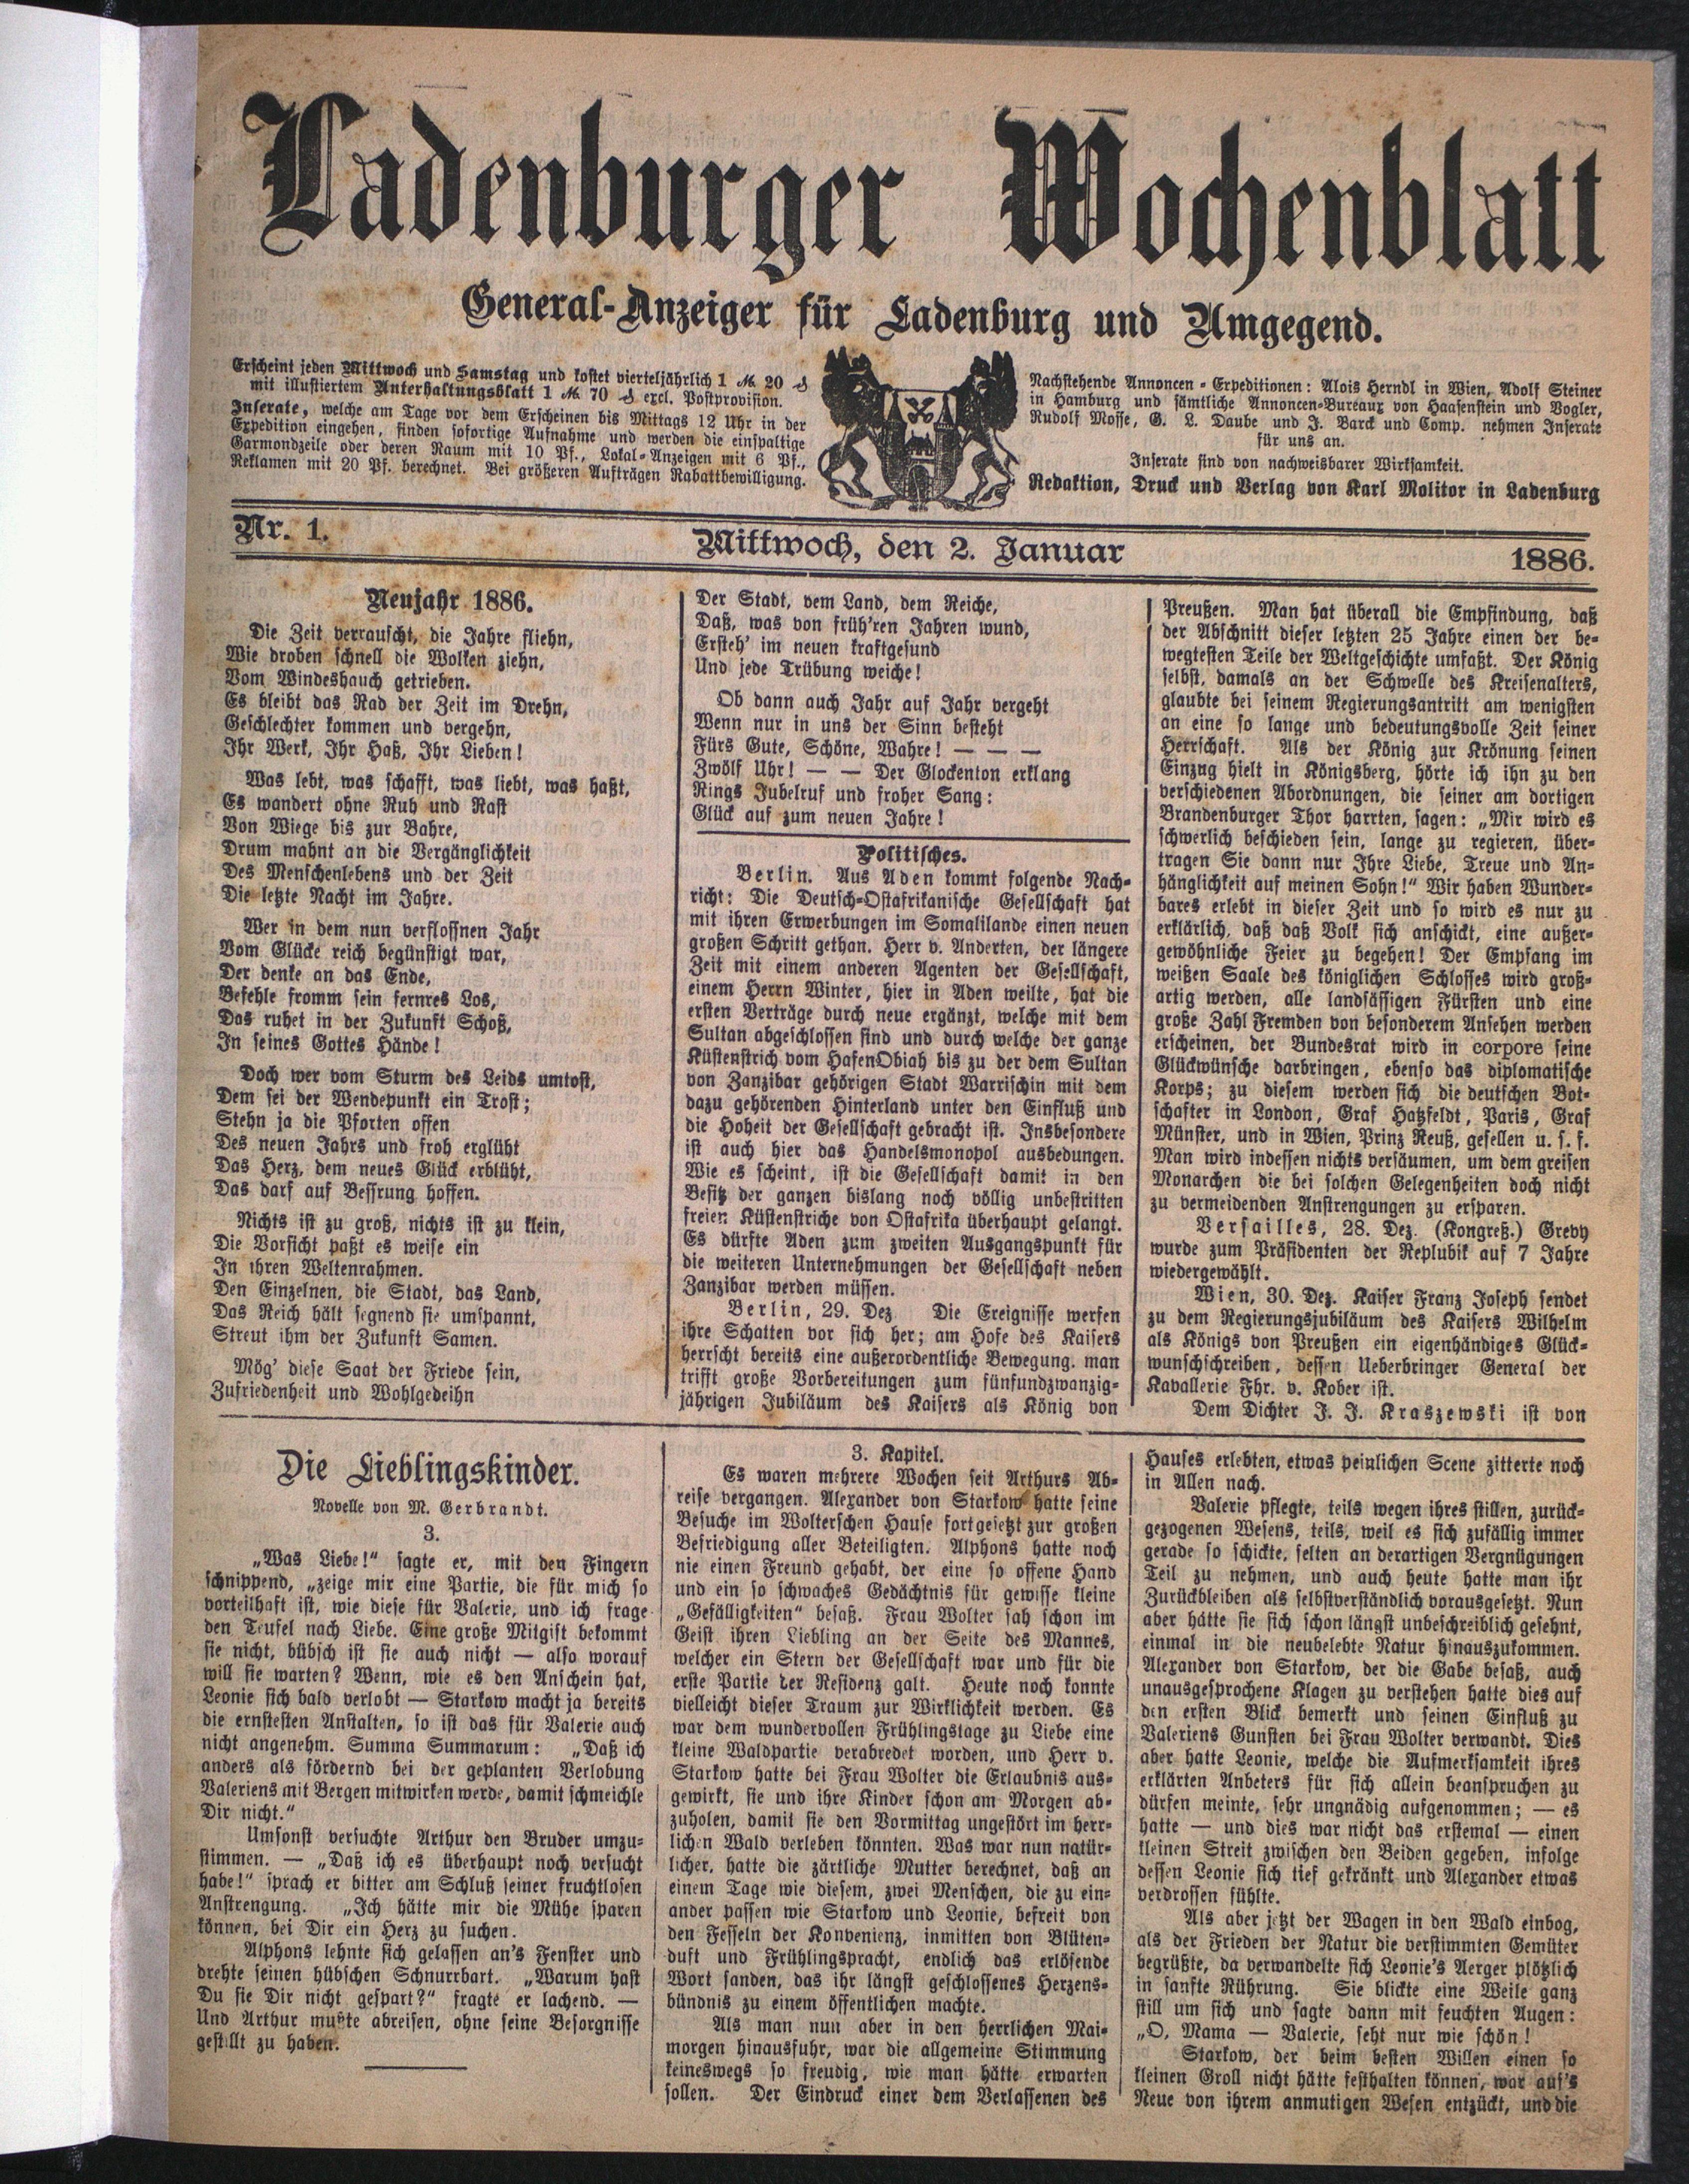 Ladenburger Wochenblatt
General-Anzeiger für Ladenburg und Umgegend.
Erscheint jeden Mittwoch und Samstag und kostet vierteljährlich 1 M. 20 ₰
mit illustiertem Unterhaltungsblatt 1 M. 70 ₰ excl. Postprovision.
Inserate, welche am Tage vor dem Erscheinen bis Mittags 12 Uhr in der
Expedition eingehen, finden sofortige Aufnahme und werden die einspaltige
Garmondzeile oder deren Raum mit 10 Pf., Lokal-Anzeigen mit 6 Pf.,
Reklamen mit 20 Pf. berechnet. Bei größeren Aufträgen Rabattbewilligung.
Nachstehende Annoncen-Expeditionen: Alois Herndl in Wien, Adolf Steiner
in Hamburg und sämtliche Annoncen-Bureaux von Haasenstein und Vogler,
Rudolf Mosse, G. L. Daube und J. Barck und Comp. nehmen Inserate
für uns an.
Inserate sind von nachweisbarer Wirksamkeit.
Redaktion, Druck und Verlag von Karl Molitor in Ladenburg
Nr. 1. Mittwoch, den 2. Januar 1886.
Neujahr 1886.
Die Zeit verrauscht, die Jahre fliehn,
Wie droben schnell die Wolken ziehn,
Vom Windeshauch getrieben.
Es bleibt das Rad der Zeit im Drehn,
Geschlechter kommen und vergehn,
Ihr Werk, Ihr Haß, Ihr Lieben!
Was lebt, was schafft, was liebt, was haßt,
Es wandert ohne Ruh und Rast
Von Wiege bis zur Bahre,
Drum mahnt an die Vergänglichkeit
Des Menschenlebens und der Zeit
Die letzte Nacht im Jahre.
Wer in dem nun verflossnen Jahr
Vom Glücke reich begünstigt war,
Der denke an das Ende,
Befehle fromm sein fernres Los,
Das ruhet in der Zukunft Schoß,
In seines Gottes Hände!
Doch wer vom Sturm des Leids umtost,
Dem sei der Wendepunkt ein Trost;
Stehn ja die Pforten offen
Des neuen Jahrs und froh erglüht
Das Herz, dem neues Glück erblüht,
Das darf auf Bessrung hoffen.
Nichts ist zu groß, nichts ist zu klein,
Die Vorsicht paßt es weise ein
In ihren Weltenrahmen.
Den Einzelnen, die Stadt, das Land,
Das Reich hält segnend sie umspannt,
Streut ihm der Zukunft Samen.
Mög' diese Saat der Friede sein,
Zufriedenheit und Wohlgedeihn
Der Stadt, dem Land, dem Reiche,
Daß, was von früh'ren Jahren wund,
Ersteh' im neuen kraftgesund
Und jede Trübung weiche!
Ob dann auch Jahr auf Jahr vergeht
Wenn nur in uns der Sinn besteht
Fürs Gute, Schöne, Wahre! — — —
Zwölf Uhr! — — Der Glockenton erklang
Rings Jubelruf und froher Sang:
Glück auf zum neuen Jahre!
Politisches.
Berlin. Aus Aden kommt folgende Nach-
richt: Die Deutsch-Ostafrikanische Gesellschaft hat
mit ihren Erwerbungen im Somalilande einen neuen
großen Schritt gethan. Herr v. Anderten, der längere
Zeit mit einem anderen Agenten der Gesellschaft,
einem Herrn Winter, hier in Aden weilte, hat die
ersten Verträge durch neue ergänzt, welche mit dem
Sultan abgeschlossen sind und durch welche der ganze
Küstenstrich vom HafenObiah bis zu der dem Sultan
von Zanzibar gehörigen Stadt Warrischin mit dem
dazu gehörenden Hinterland unter den Einfluß und
die Hoheit der Gesellschaft gebracht ist. Insbesondere
ist auch hier das Handelsmonopol ausbedungen.
Wie es scheint, ist die Gesellschaft damit in den
Besitz der ganzen bislang noch völlig unbestritten
freien Küstenstriche von Ostafrika überhaupt gelangt.
Es dürfte Aden zum zweiten Ausgangspunkt für
die weiteren Unternehmungen der Gesellschaft neben
Zanzibar werden müssen.
Berlin, 29. Dez Die Ereignisse werfen
ihre Schatten vor sich her; am Hofe des Kaisers
herrscht bereits eine außerordentliche Bewegung. man
trifft große Vorbereitungen zum fünfundzwanzig-
jährigen Jubiläum des Kaisers als König von
Preußen. Man hat überall die Empfindung, daß
der Abschnitt dieser letzten 25 Jahre einen der be-
wegtesten Teile der Weltgeschichte umfaßt. Der König
selbst, damals an der Schwelle des Kreisenalters,
glaubte bei seinem Regierungsantritt am wenigsten
an eine so lange und bedeutungsvolle Zeit seiner
Herrschaft. Als der König zur Krönung seinen
Einzug hielt in Königsberg, hörte ich ihn zu den
verschiedenen Abordnungen, die seiner am dortigen
Brandenburger Thor harrten, sagen: „Mir wird es
schwerlich beschieden sein, lange zu regieren, über-
tragen Sie dann nur Ihre Liebe, Treue und An-
hänglichkeit auf meinen Sohn!“ Wir haben Wunder-
bares erlebt in dieser Zeit und so wird es nur zu
erklärlich, daß daß Volk sich anschickt, eine außer-
gewöhnliche Feier zu begehen! Der Empfang im
weißen Saale des königlichen Schlosses wird groß-
artig werden, alle landsässigen Fürsten und eine
große Zahl Fremden von besonderem Ansehen werden
erscheinen, der Bundesrat wird in corpore seine
Glückwünsche darbringen, ebenso das diplomatische
Korps; zu diesem werden sich die deutschen Bot-
schafter in London, Graf Hatzfeldt, Paris, Graf
Münster, und in Wien, Prinz Reuß, gesellen u. s. f.
Man wird indessen nichts versäumen, um dem greisen
Monarchen die bei solchen Gelegenheiten doch nicht
zu vermeidenden Anstrengungen zu ersparen.
Versailles, 28. Dez. (Kongreß.) Grevy
wurde zum Präsidenten der Replubik auf 7 Jahre
wiedergewählt.
Wien, 30. Dez. Kaiser Franz Joseph sendet
zu dem Regierungsjubiläum des Kaisers Wilhelm
als Königs von Preußen ein eigenhändiges Glück-
wunschschreiben, dessen Ueberbringer General der
Kavallerie Fhr. v. Kober ist.
Dem Dichter J. J. Kraszewski ist von
Die Lieblingskinder.
Novelle von M. Gerbrandt.
3.
„Was Liebe!“ sagte er, mit den Fingern
schnippend, „zeige mir eine Partie, die für mich so
vorteilhaft ist, wie diese für Valerie, und ich frage
den Teufel nach Liebe. Eine große Mitgift bekommt
sie nicht, hübsch ist sie auch nicht — also worauf
will sie warten? Wenn, wie es den Anschein hat,
Leonie sich bald verlobt — Starkow macht ja bereits
die ernstesten Anstalten, so ist das für Valerie auch
nicht angenehm. Summa Summarum: „Daß ich
anders als fördernd bei der geplanten Verlobung
Valeriens mit Bergen mitwirken werde, damit schmeichle
Dir nicht.“
Umsonst versuchte Arthur den Bruder umzu-
stimmen. — „Daß ich es überhaupt noch versucht
habe!“ sprach er bitter am Schluß seiner fruchtlosen
Anstrengung. „Ich hätte mir die Mühe sparen
können, bei Dir ein Herz zu suchen.
Alphons lehnte sich gelassen an's Fenster und
drehte seinen hübschen Schnurrbart. „Warum hast
Du sie Dir nicht gespart?“ fragte er lachend. —
Und Arthur mußte abreisen, ohne seine Besorgnisse
gestillt zu haben.
3. Kapitel.
Es waren mehrere Wochen seit Arthurs Ab-
reise vergangen. Alexander von Starkow hatte seine
Besuche im Wolterschen Hause fortgesetzt zur großen
Befriedigung aller Beteiligten. Alphons hatte noch
nie einen Freund gehabt, der eine so offene Hand
und ein so schwaches Gedächtnis für gewisse kleine
„Gefälligkeiten“ besaß. Frau Wolter sah schon im
Geist ihren Liebling an der Seite des Mannes,
welcher ein Stern der Gesellschaft war und für die
erste Partie der Residenz galt. Heute noch konnte
vielleicht dieser Traum zur Wirklichkeit werden. Es
war dem wundervollen Frühlingstage zu Liebe eine
kleine Waldpartie verabredet worden, und Herr v.
Starkow hatte bei Frau Wolter die Erlaubnis aus-
gewirkt, sie und ihre Kinder schon am Morgen ab-
zuholen, damit sie den Vormittag ungestört im herr-
lichen Wald verleben könnten. Was war nun natür-
licher, hatte die zärtliche Mutter berechnet, daß an
einem Tage wie diesem, zwei Menschen, die zu ein-
ander passen wie Starkow und Leonie, befreit von
den Fesseln der Konvenienz, inmitten von Blüten-
duft und Frühlingspracht, endlich das erlösende
Wort fanden, das ihr längst geschlossenes Herzens-
bündnis zu einem öffentlichen machte.
Als man nun aber in den herrlichen Mai-
morgen hinausfuhr, war die allgemeine Stimmung
keineswegs so freudig, wie man hätte erwarten
sollen. Der Eindruck einer dem Verlassenen des
Hauses erlebten, etwas peinlichen Scene zitterte noch
in Allen nach.
Valerie pflegte, teils wegen ihres stillen, zurück-
gezogenen Wesens, teils, weil es sich zufällig immer
gerade so schickte, selten an derartigen Vergnügungen
Teil zu nehmen, und auch heute hatte man ihr
Zurückbleiben als selbstverständlich vorausgesetzt. Nun
aber hätte sie sich schon längst unbeschreiblich gesehnt,
einmal in die neubelebte Natur hinauszukommen.
Alexander von Starkow, der die Gabe besaß, auch
unausgesprochene Klagen zu verstehen hatte dies auf
den ersten Blick bemerkt und seinen Einfluß zu
Valeriens Gunsten bei Frau Wolter verwandt. Dies
aber hatte Leonie, welche die Aufmerksamkeit ihres
erklärten Anbeters für sich allein beanspruchen zu
dürfen meinte, sehr ungnädig aufgenommen; — es
hatte — und dies war nicht das erstemal — einen
kleinen Streit zwischen den Beiden gegeben, infolge
dessen Leonie sich tief gekränkt und Alexander etwas
verdrossen fühlte.
Als aber jetzt der Wagen in den Wald einbog,
als der Frieden der Natur die verstimmten Gemüter
begrüßte, da verwandelte sich Leonie's Aerger plötzlich
in sanfte Rührung. Sie blickte eine Weile ganz
still um sich und sagte dann mit feuchten Augen:
„O, Mama — Valerie, seht nur wie schön!
Starkow, der beim besten Willen einen so
kleinen Groll nicht hätte festhalten können, war auf's
Neue von ihrem anmutigen Wesen entzückt, und die